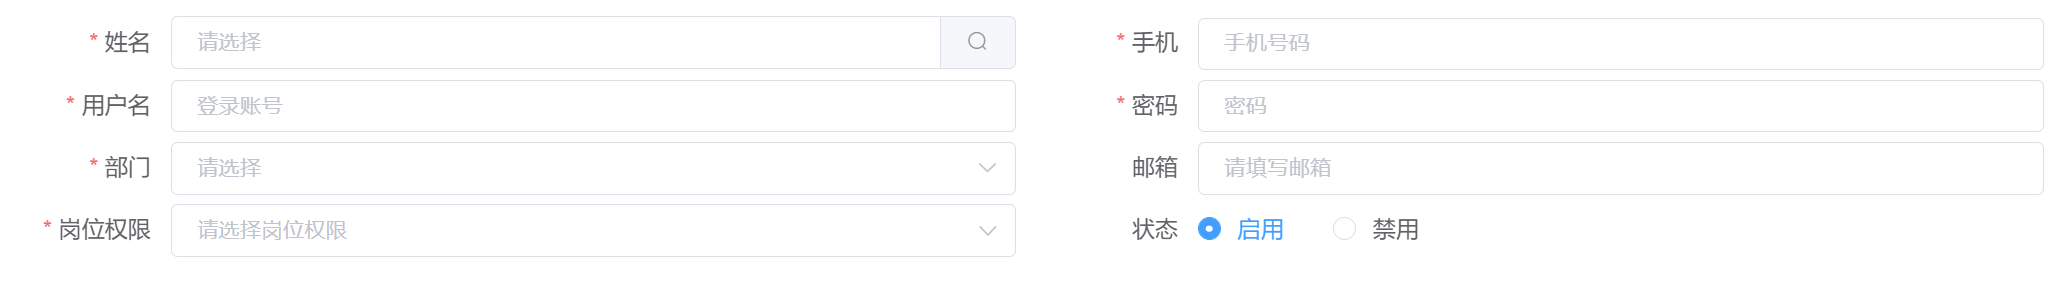 * 姓名 请选择 * 手机 手机号码
* 用户名 登录账号 * 密码 密码
* 部门 请选择 邮箱 请填写邮箱
* 岗位权限 请选择岗位权限 状态 启用 禁用